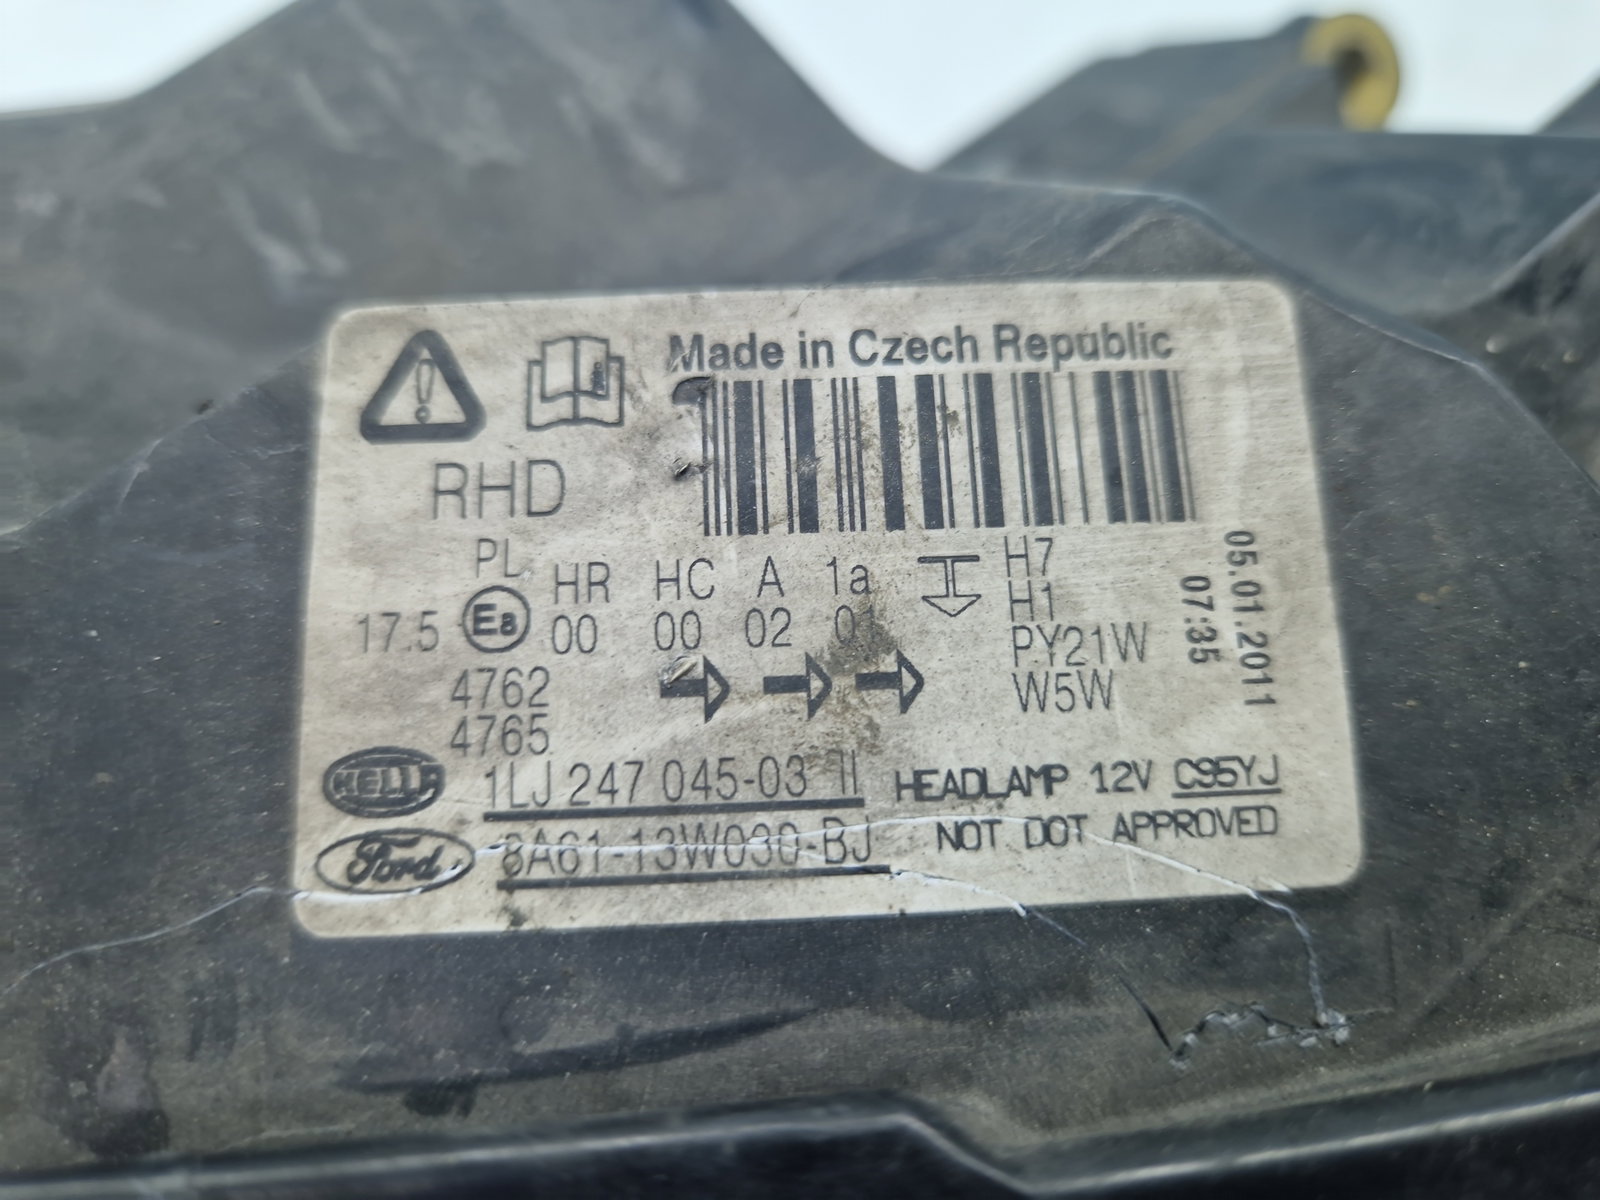 Made in Czech Republic
RHD
PL HR HC A 1a
17.5 E8 00 00 02 01
4762
4765
H7
H1
PY21W
W5W
05.01.2011
07:35
HELLA 1LJ 247 045-03 II
HEADLAMP 12V C95YJ
Ford 8A61-13W030-BJ
NOT DOT APPROVED